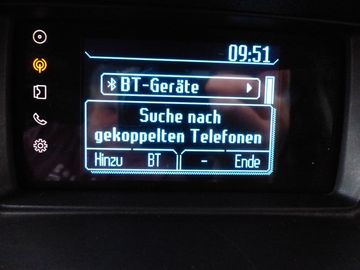 09:51
BT-Geräte
Suche nach
gekoppelten Telefonen
Hinzu BT - Ende